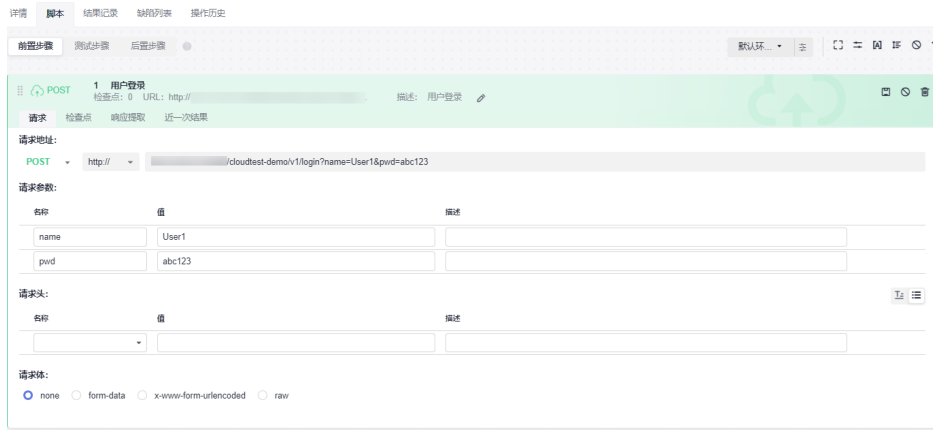 详情 脚本 结果记录 缺陷列表 操作历史
前置步骤 测试步骤 后置步骤 默认环...
POST 1 用户登录
检查点: 0 URL: http:// 描述: 用户登录
请求 检查点 响应提取 近一次结果
请求地址:
POST http:// /cloudtest-demo/v1/login?name=User1&pwd=abc123
请求参数:
名称 值 描述
name User1
pwd abc123
请求头:
名称 值 描述
请求体:
none form-data x-www-form-urlencoded raw